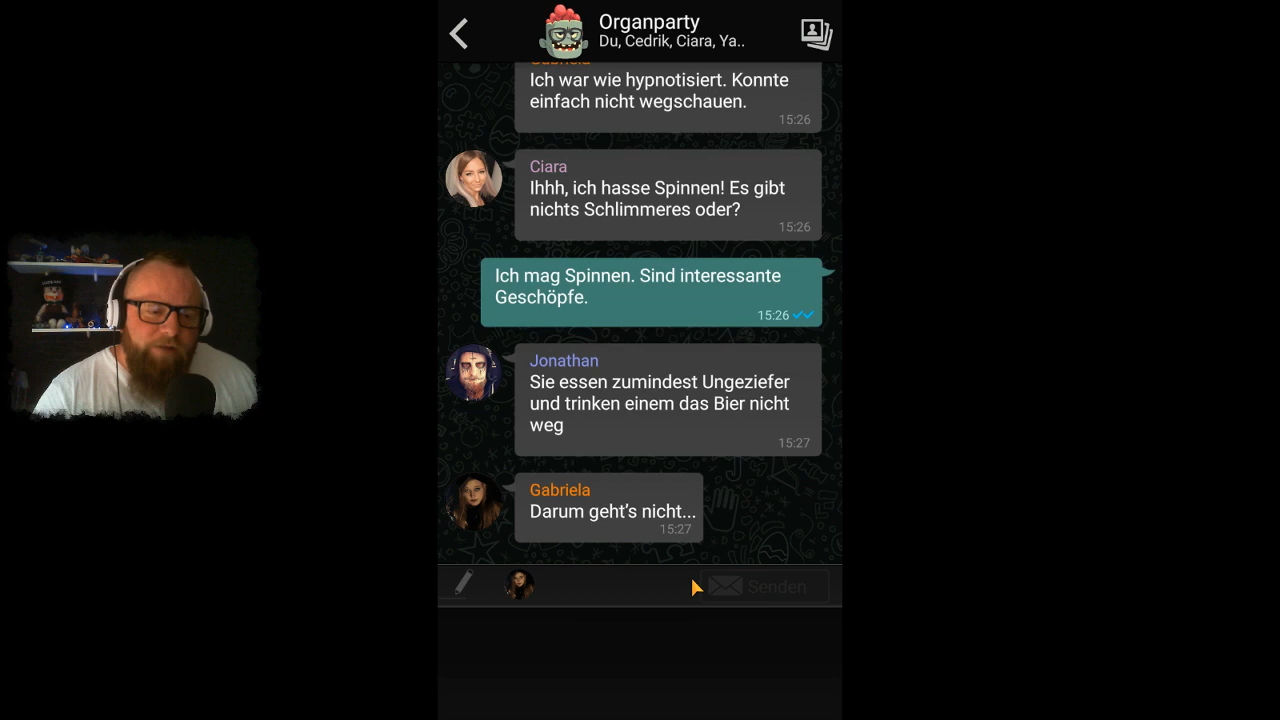 Organparty
Du, Cedrik, Ciara, Ya..
Gabriela
Ich war wie hypnotisiert. Konnte
einfach nicht wegschauen.
15:26
Ciara
Ihhh, ich hasse Spinnen! Es gibt
nichts Schlimmeres oder?
15:26
Ich mag Spinnen. Sind interessante
Geschöpfe.
15:26
Jonathan
Sie essen zumindest Ungeziefer
und trinken einem das Bier nicht
weg
15:27
Gabriela
Darum geht’s nicht...
15:27
Senden